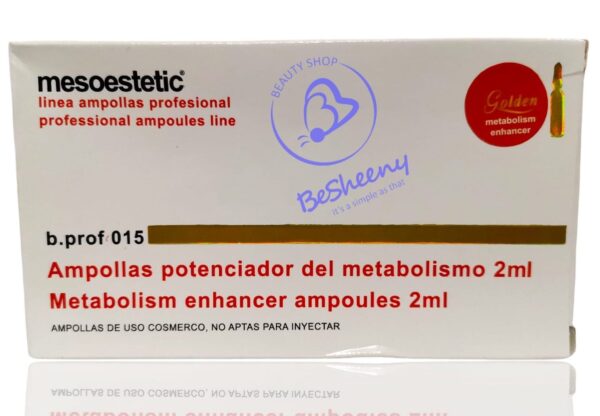 mesoestetic®
linea ampollas profesional
professional ampoules line
BEAUTY SHOP
BeSheeny
it's a simple as that
Golden
metabolism
enhancer
b.prof 015
Ampollas potenciador del metabolismo 2ml
Metabolism enhancer ampoules 2ml
AMPOLLAS DE USO COSMERCO, NO APTAS PARA INYECTAR